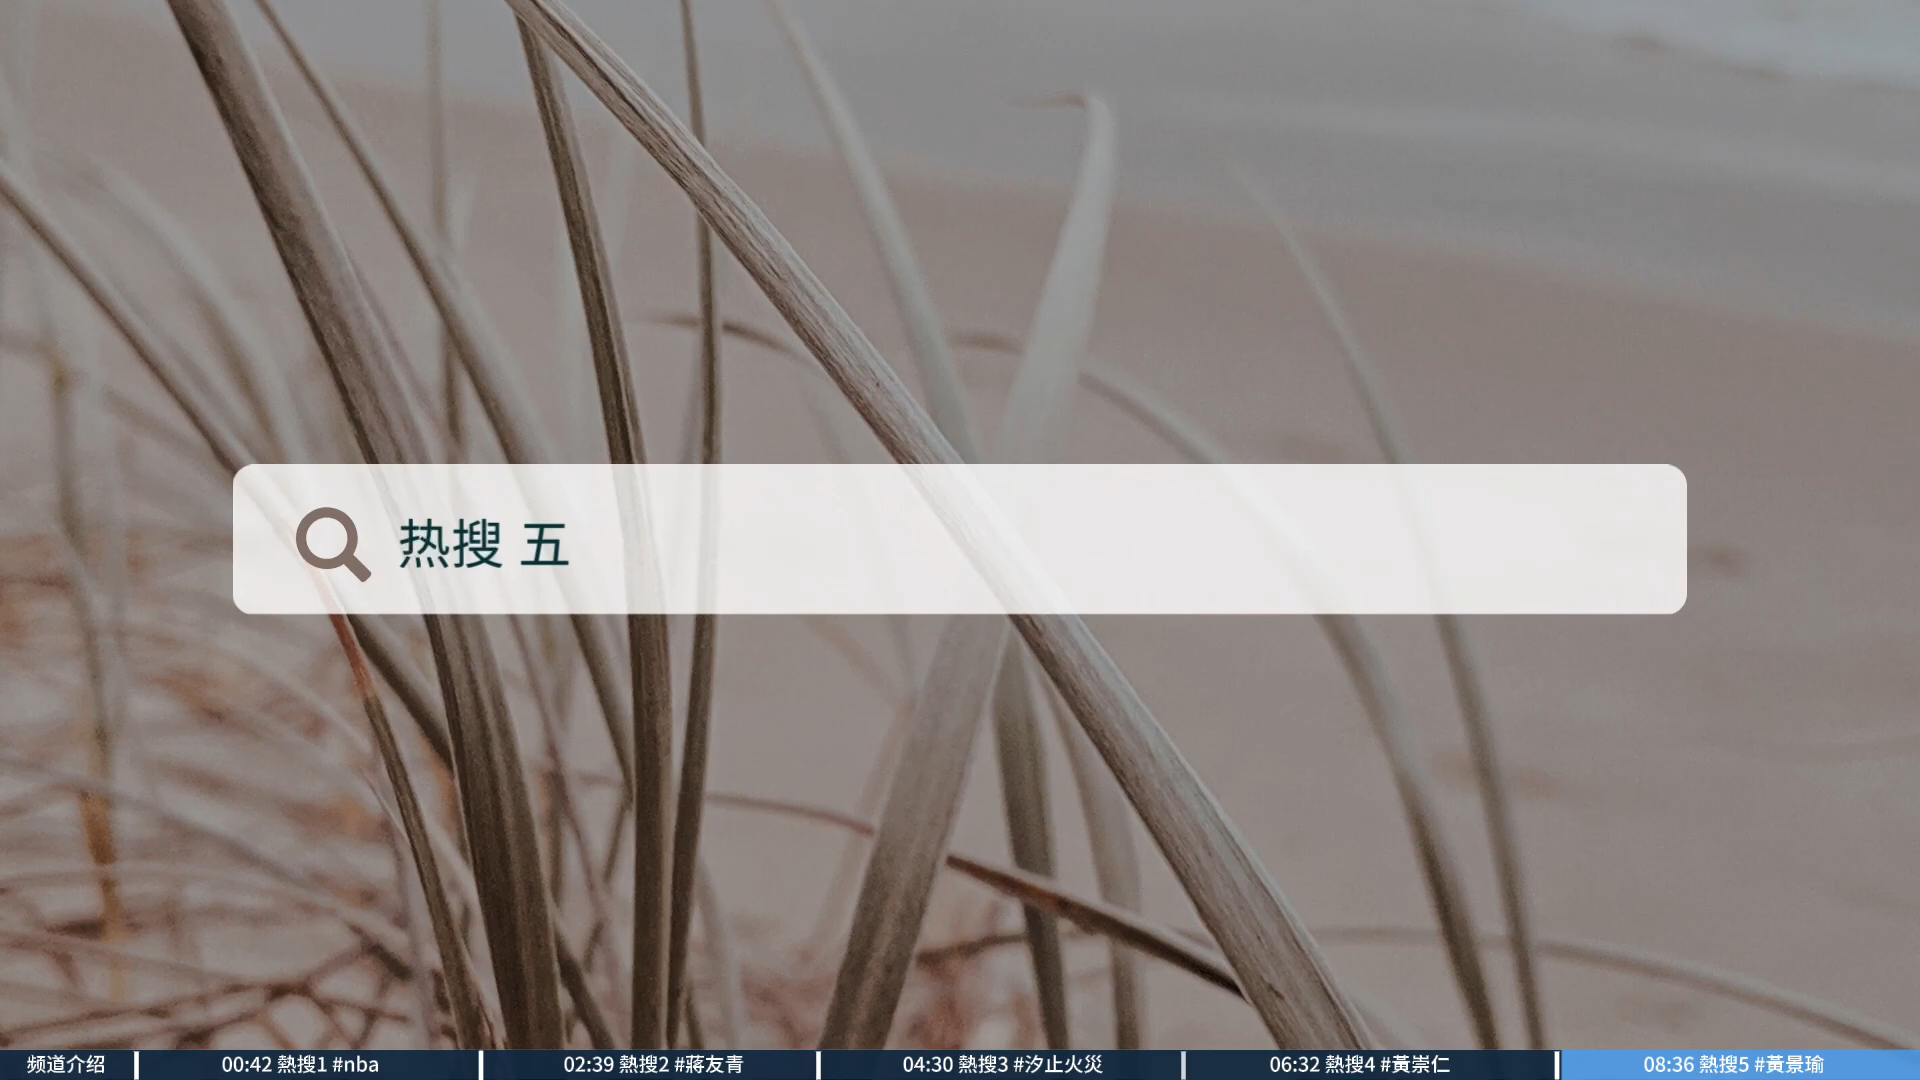 热搜 五
频道介绍
00:42 熱搜1 #nba
02:39 熱搜2 #蔣友青
04:30 熱搜3 #汐止火災
06:32 熱搜4 #黃崇仁
08:36 熱搜5 #黃景瑜